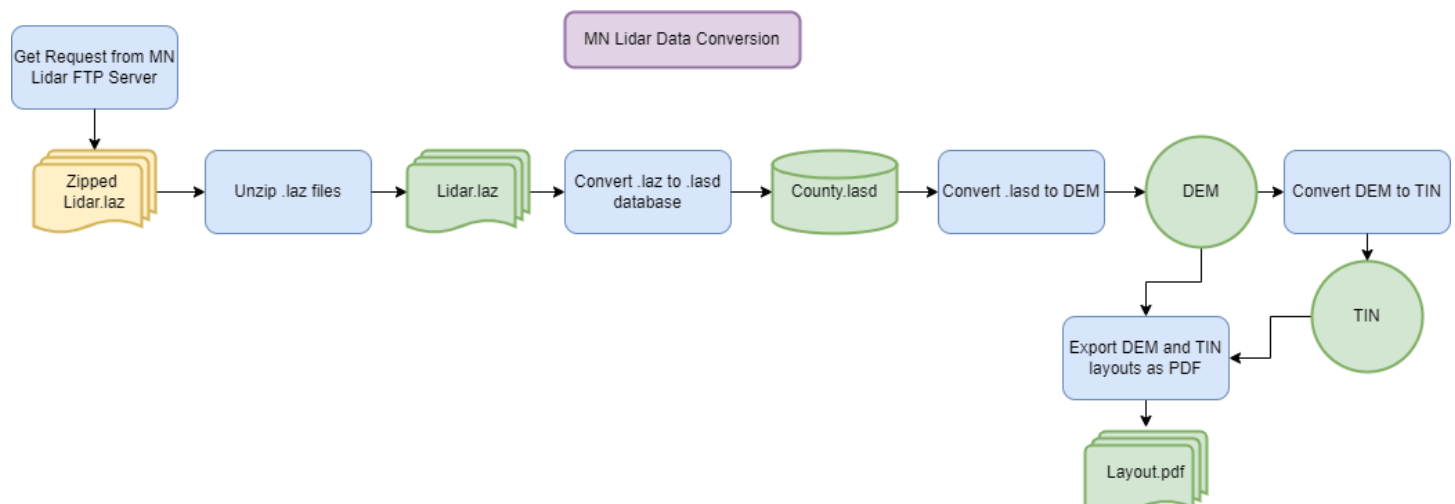 MN Lidar Data Conversion
Get Request from MN
Lidar FTP Server
Zipped
Lidar.laz
Unzip .laz files
Lidar.laz
Convert .laz to .lasd
database
County.lasd
Convert .lasd to DEM
DEM
Convert DEM to TIN
TIN
Export DEM and TIN
layouts as PDF
Layout.pdf